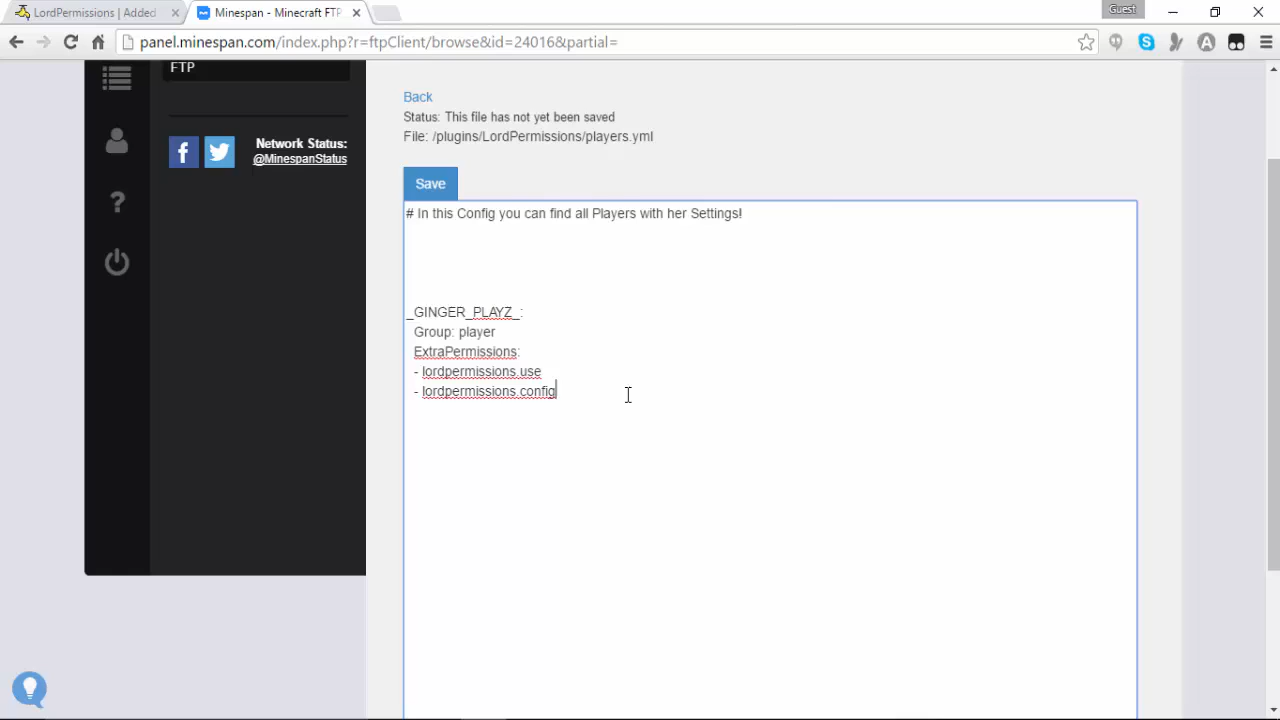 LordPermissions | Added
Minespan - Minecraft FTP
Guest
panel.minespan.com/index.php?r=ftpClient/browse&id=24016&partial=
FTP
Network Status:
@MinespanStatus
Back
Status: This file has not yet been saved
File: /plugins/LordPermissions/players.yml
Save
# In this Config you can find all Players with her Settings!
_GINGER_PLAYZ_:
Group: player
ExtraPermissions:
- lordpermissions.use
- lordpermissions.config